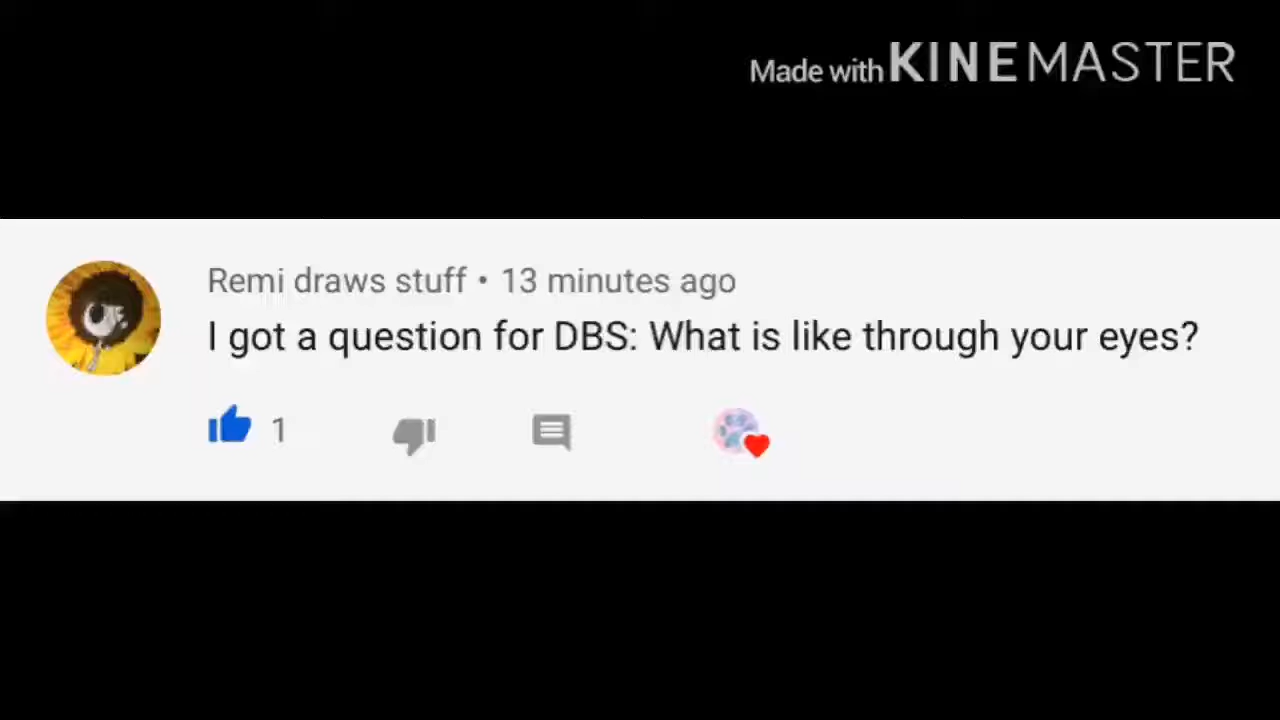 Made with KINEMASTER
Remi draws stuff • 13 minutes ago
I got a question for DBS: What is like through your eyes?
1